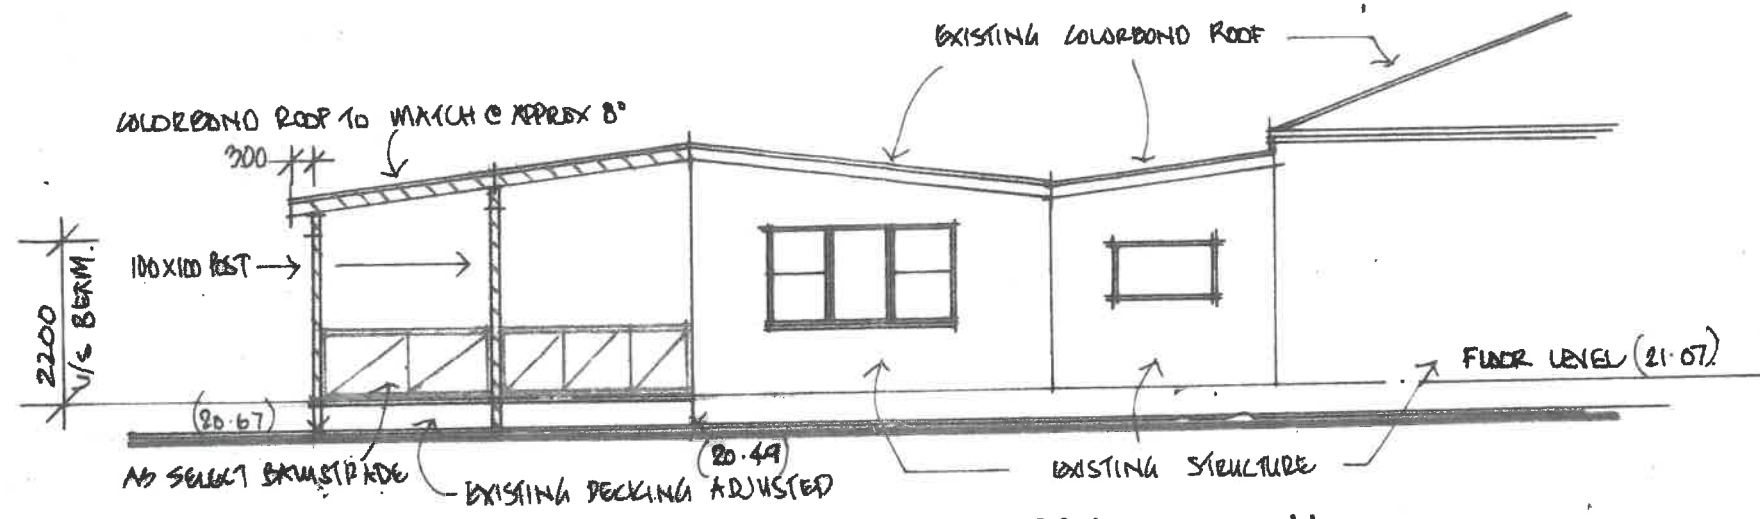 EXISTING COLORBOND ROOF
COLORBOND ROOF TO MATCH @ APPROX 8°
300
100X100 POST
2200
U/S BERM.
FLOOR LEVEL (21.07)
(20.67)
(20.49)
AS SELECT BALUSTRADE
EXISTING DECKING ADJUSTED
EXISTING STRUCTURE